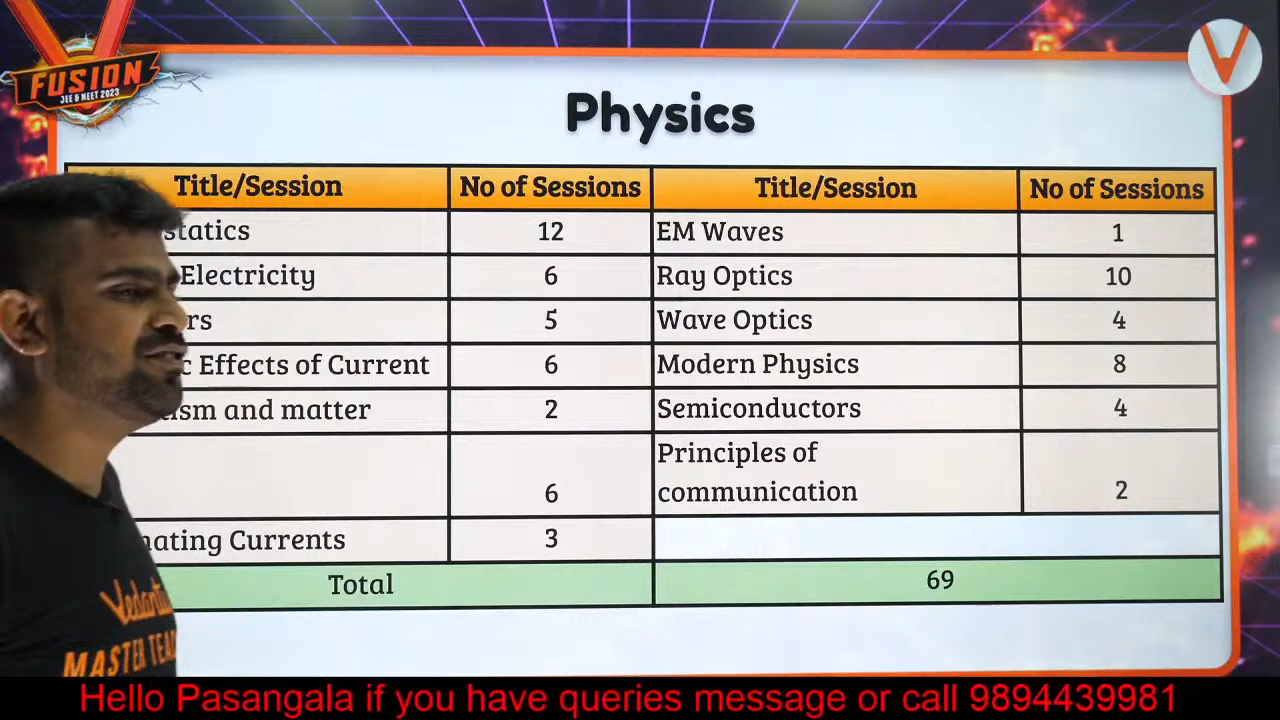 FUSION
JEE & NEET 2023
Physics
Title/Session No of Sessions Title/Session No of Sessions
statics 12 EM Waves 1
Electricity 6 Ray Optics 10
rs 5 Wave Optics 4
c Effects of Current 6 Modern Physics 8
ism and matter 2 Semiconductors 4
Principles of
6 communication 2
nating Currents 3
Total 69
Vedantu
MASTER TEAC
Hello Pasangala if you have queries message or call 9894439981